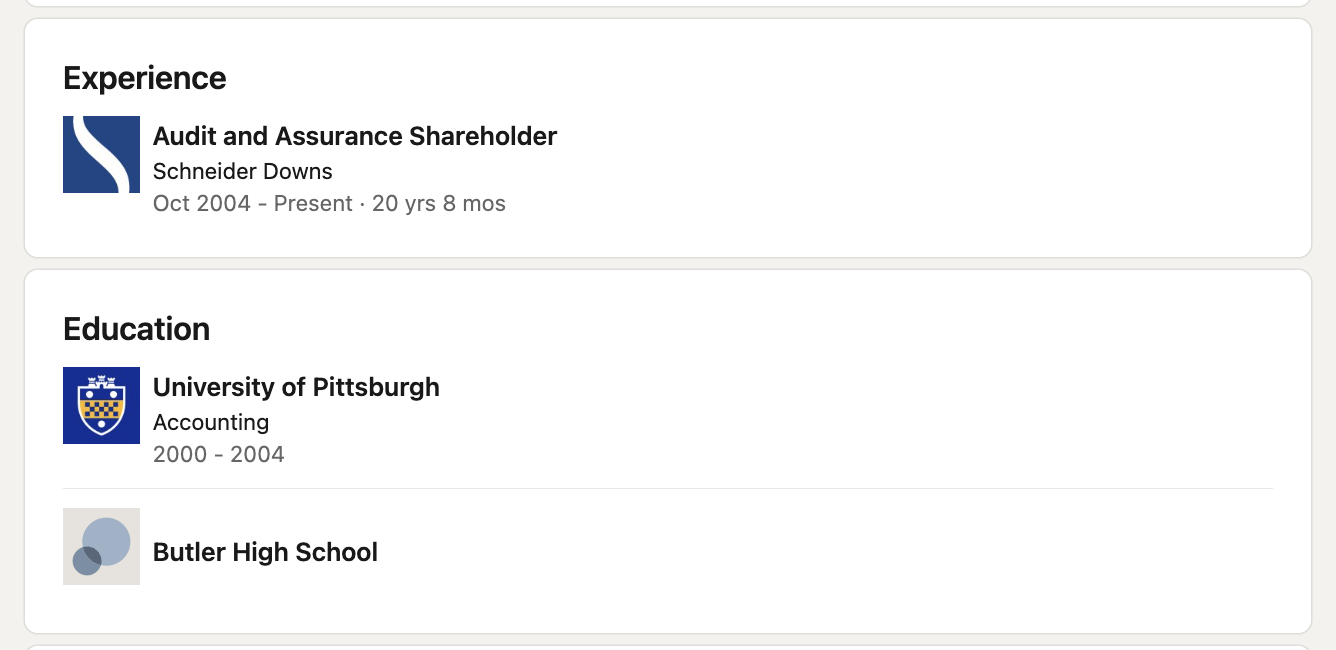 Experience
Audit and Assurance Shareholder
Schneider Downs
Oct 2004 - Present · 20 yrs 8 mos
Education
University of Pittsburgh
Accounting
2000 - 2004
Butler High School